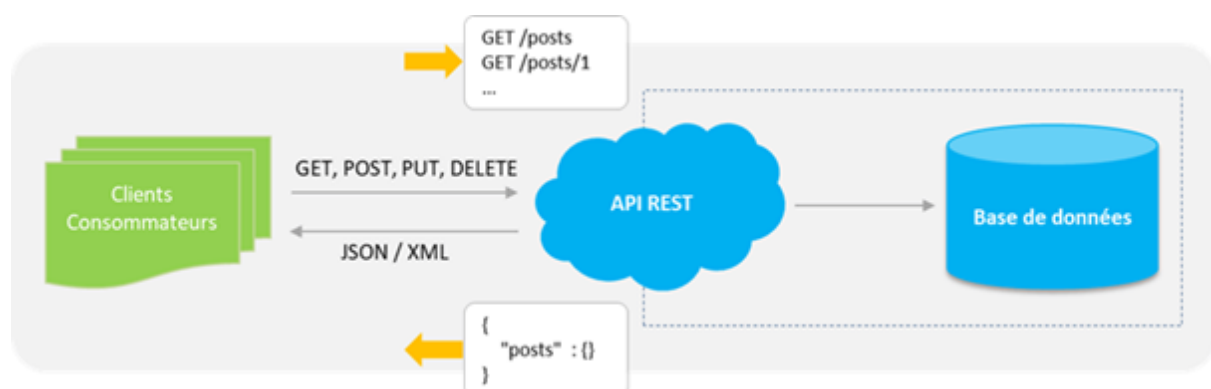 GET /posts
GET /posts/1
...
Clients
Consommateurs
GET, POST, PUT, DELETE
JSON / XML
API REST
Base de données
{
"posts" : {}
}